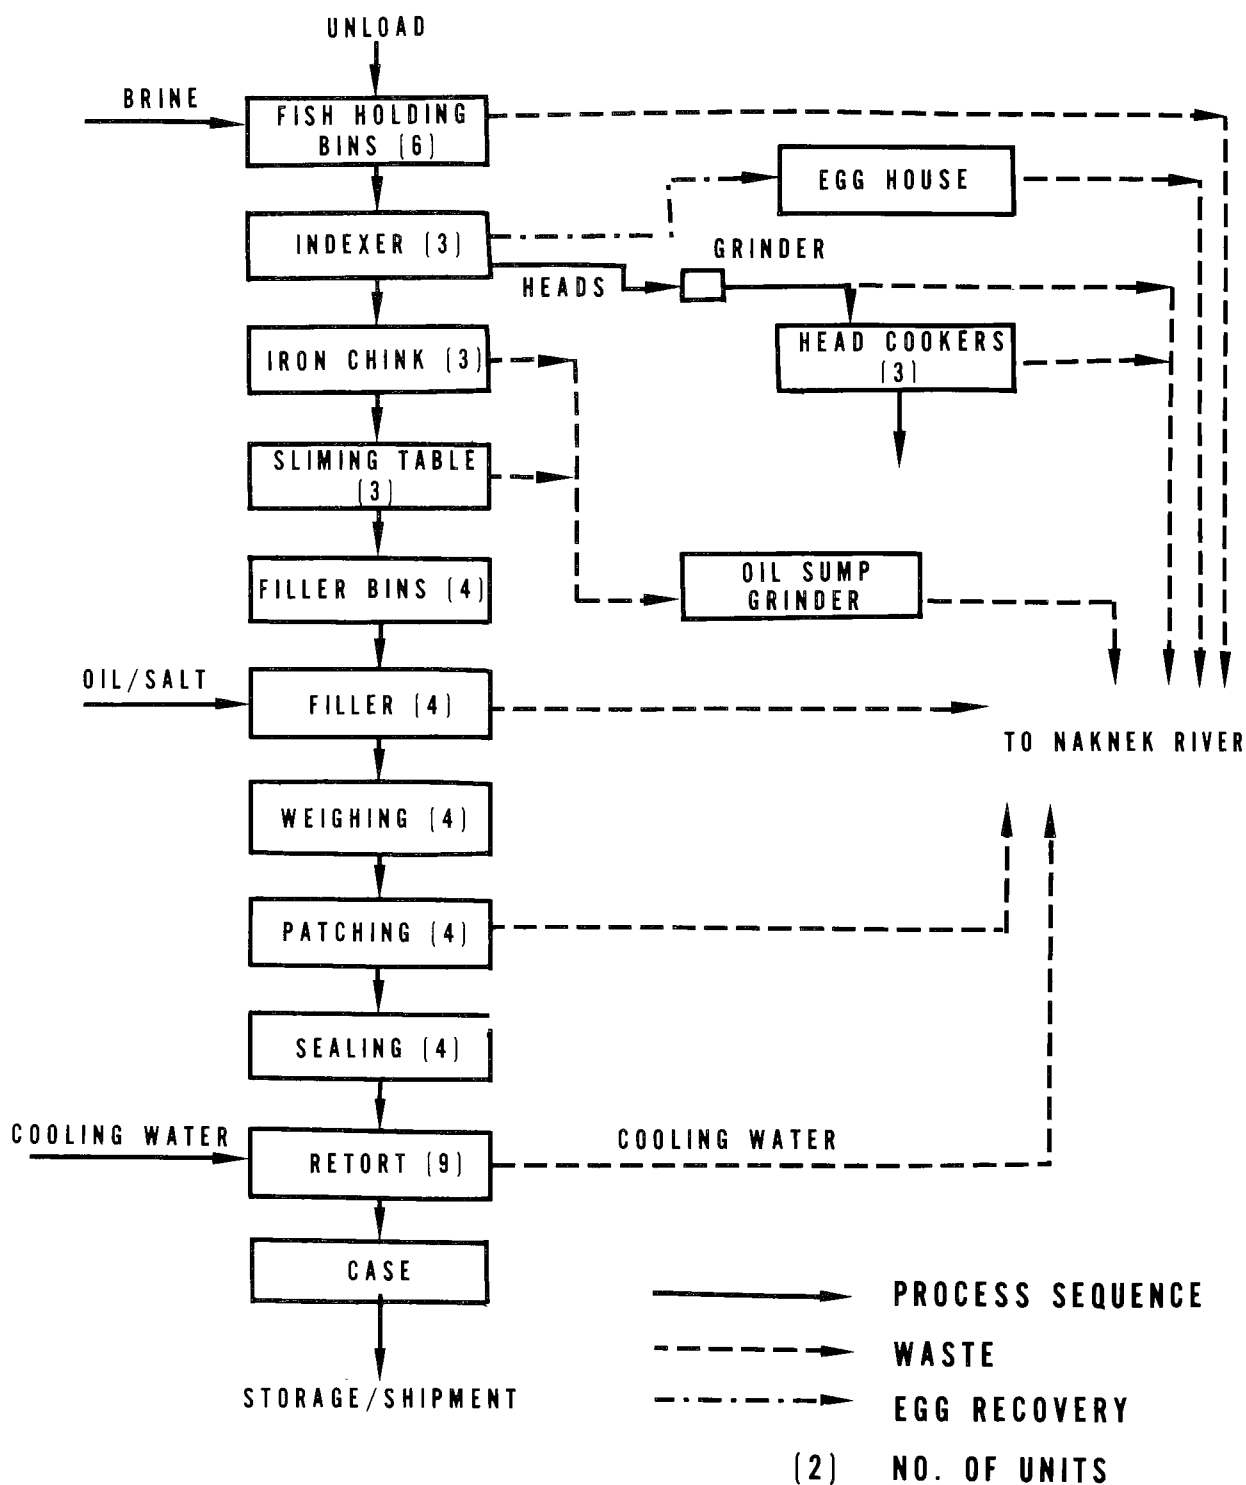 UNLOAD
BRINE
FISH HOLDING
BINS (6)
EGG HOUSE
INDEXER (3)
GRINDER
HEADS
IRON CHINK (3)
HEAD COOKERS
(3)
SLIMING TABLE
(3)
FILLER BINS (4)
OIL SUMP
GRINDER
OIL/SALT
FILLER (4)
TO NAKNEK RIVER
WEIGHING (4)
PATCHING (4)
SEALING (4)
COOLING WATER
RETORT (9)
COOLING WATER
CASE
STORAGE/SHIPMENT
PROCESS SEQUENCE
WASTE
EGG RECOVERY
(2) NO. OF UNITS